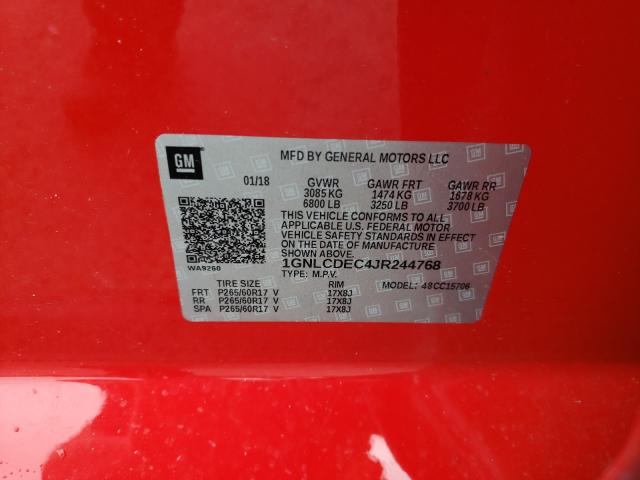 GM
MFD BY GENERAL MOTORS LLC
01/18 GVWR GAWR FRT GAWR RR
3085 KG 1474 KG 1678 KG
6800 LB 3250 LB 3700 LB
THIS VEHICLE CONFORMS TO ALL
APPLICABLE U.S. FEDERAL MOTOR
VEHICLE SAFETY STANDARDS IN
EFFECT ON THE DATE OF MANUFACTURE
SHOWN ABOVE.
1GNLCDEC4JR244768
WA9260
TYPE: M.P.V.
TIRE SIZE RIM MODEL: 48CC15706
FRT P265/60R17 V 17X8J
RR P265/60R17 V 17X8J
SPA P265/60R17 V 17X8J